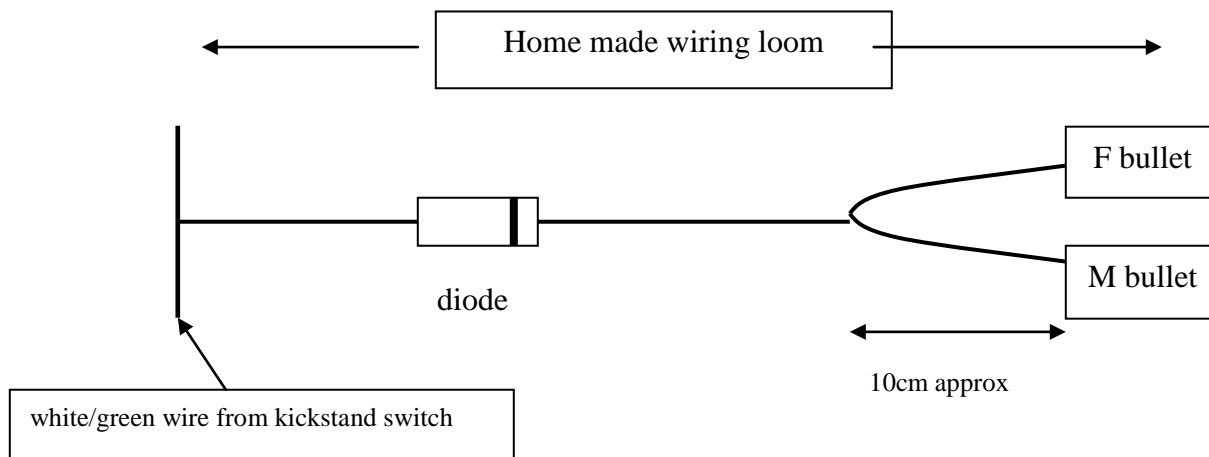 Home made wiring loom
F bullet
diode
M bullet
10cm approx
white/green wire from kickstand switch